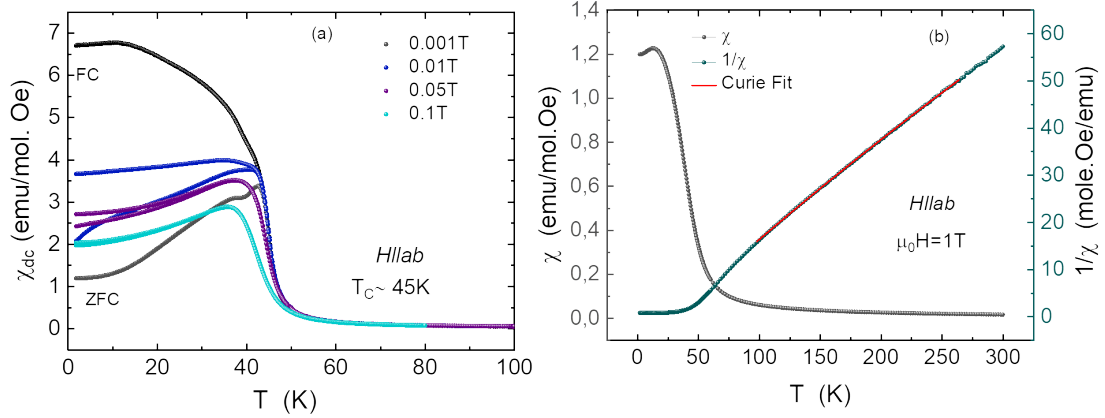 (a)
0.001T
0.01T
0.05T
0.1T
FC
ZFC
Hllab
T_C~ 45K
χ_dc (emu/mol. Oe)
7
6
5
4
3
2
1
0
0 20 40 60 80 100
T (K)
(b)
χ
1/χ
Curie Fit
Hllab
μ₀H=1T
χ (emu/mol.Oe)
1,4
1,2
1,0
0,8
0,6
0,4
0,2
0,0
0 50 100 150 200 250 300
T (K)
60
50
40
30
20
10
0
1/χ (mole.Oe/emu)